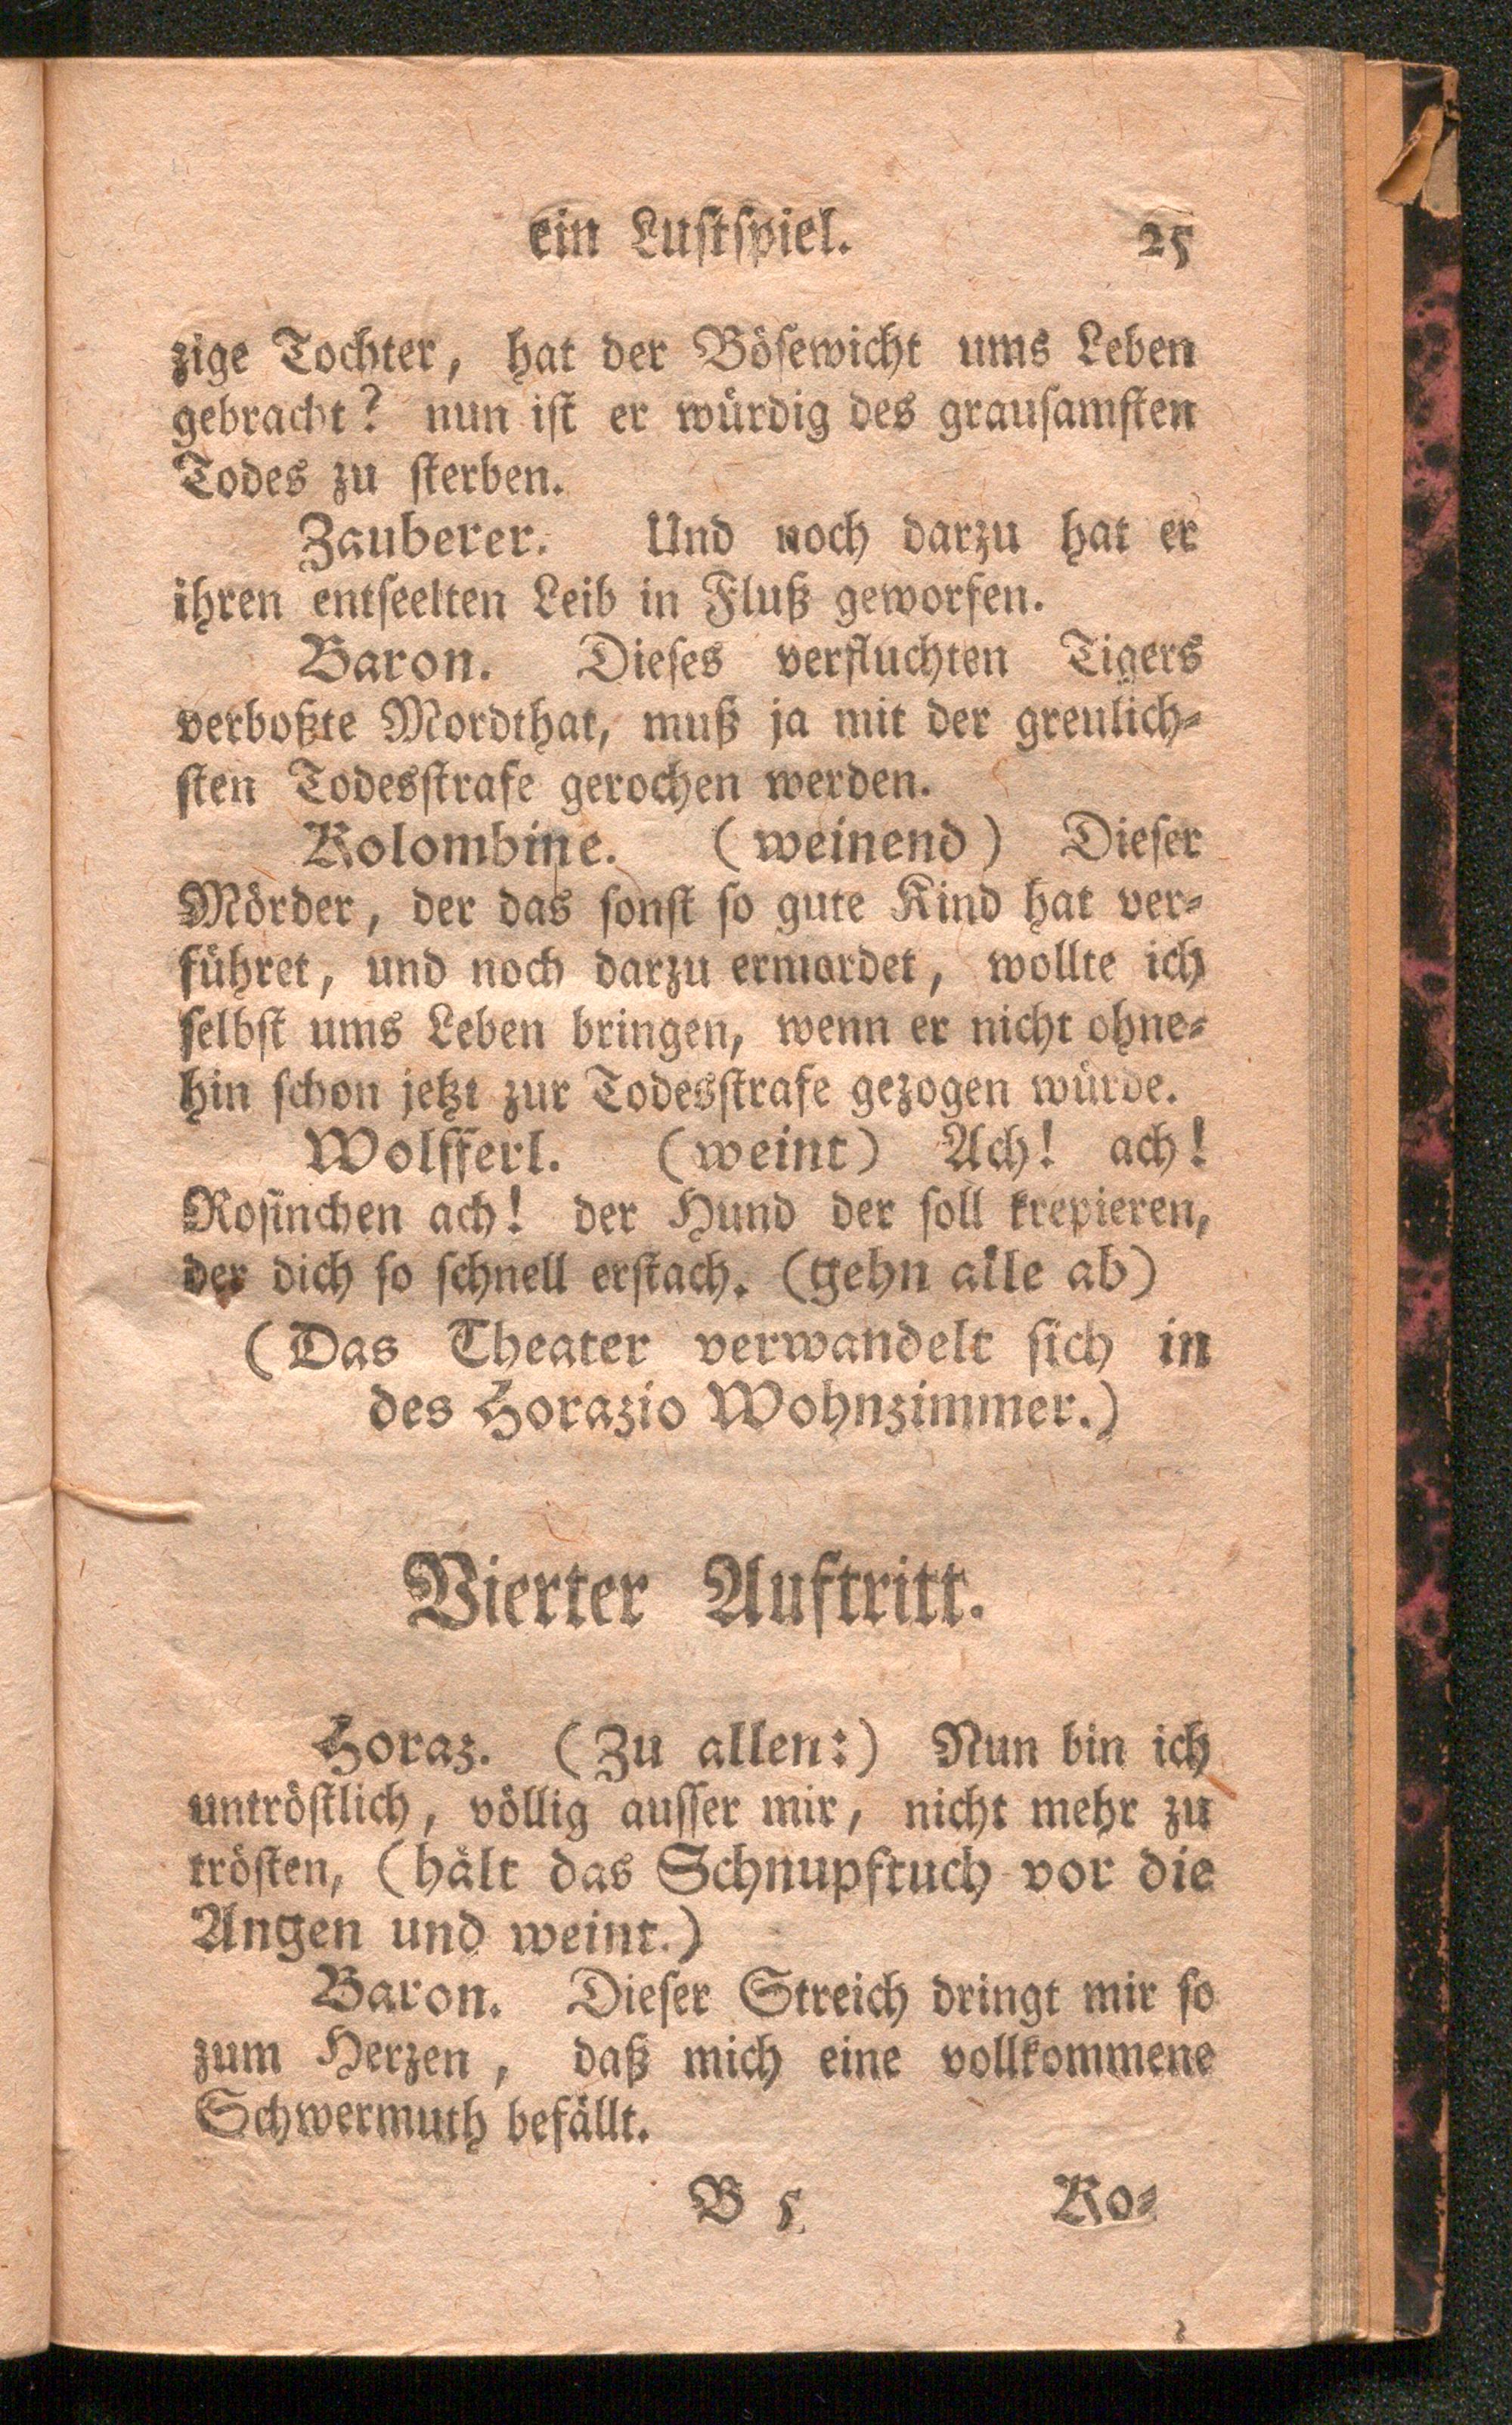 ein Lustspiel. 25
zige Tochter, hat der Bösewicht ums Leben
gebracht? nun ist er würdig des grausamsten
Todes zu sterben.
Zauberer. Und noch darzu hat er
ihren entseelten Leib in Fluß geworfen.
Baron. Dieses verfluchten Tigers
verboßte Mordthat, muß ja mit der greulich-
sten Todesstrafe gerochen werden.
Kolombine. (weinend) Dieser
Mörder, der das sonst so gute Kind hat ver-
führet, und noch darzu ermordet, wollte ich
selbst ums Leben bringen, wenn er nicht ohne-
hin schon jetzt zur Todesstrafe gezogen würde.
Wolfferl. (weint) Ach! ach!
Rosinchen ach! der Hund der soll krepieren,
der dich so schnell erstach. (gehn alle ab)
(Das Theater verwandelt sich in
des Horazio Wohnzimmer.)
Vierter Auftritt.
Horaz. (Zu allen:) Nun bin ich
untröstlich, völlig ausser mir, nicht mehr zu
trösten, (hält das Schnupftuch vor die
Angen und weint.)
Baron. Dieser Streich dringt mir so
zum Herzen, daß mich eine vollkommene
Schwermuth befällt.
B 5 Ko-